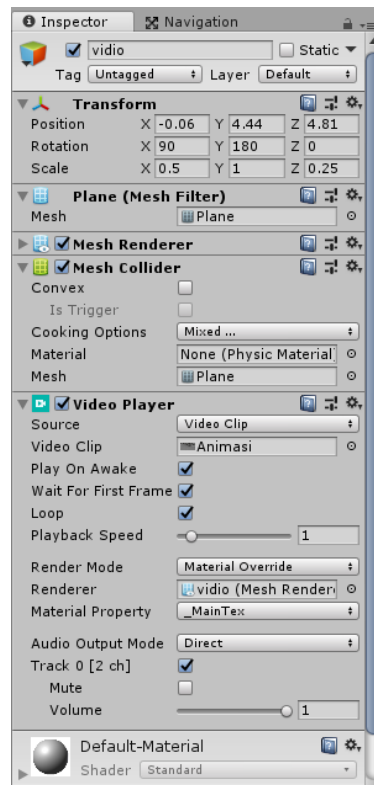 Inspector Navigation
vidio Static
Tag Untagged Layer Default
Transform
Position X -0.06 Y 4.44 Z 4.81
Rotation X 90 Y 180 Z 0
Scale X 0.5 Y 1 Z 0.25
Plane (Mesh Filter)
Mesh Plane
Mesh Renderer
Mesh Collider
Convex
Is Trigger
Cooking Options Mixed ...
Material None (Physic Material)
Mesh Plane
Video Player
Source Video Clip
Video Clip Animasi
Play On Awake
Wait For First Frame
Loop
Playback Speed 1
Render Mode Material Override
Renderer vidio (Mesh Render
Material Property _MainTex
Audio Output Mode Direct
Track 0 [2 ch]
Mute
Volume 1
Default-Material
Shader Standard